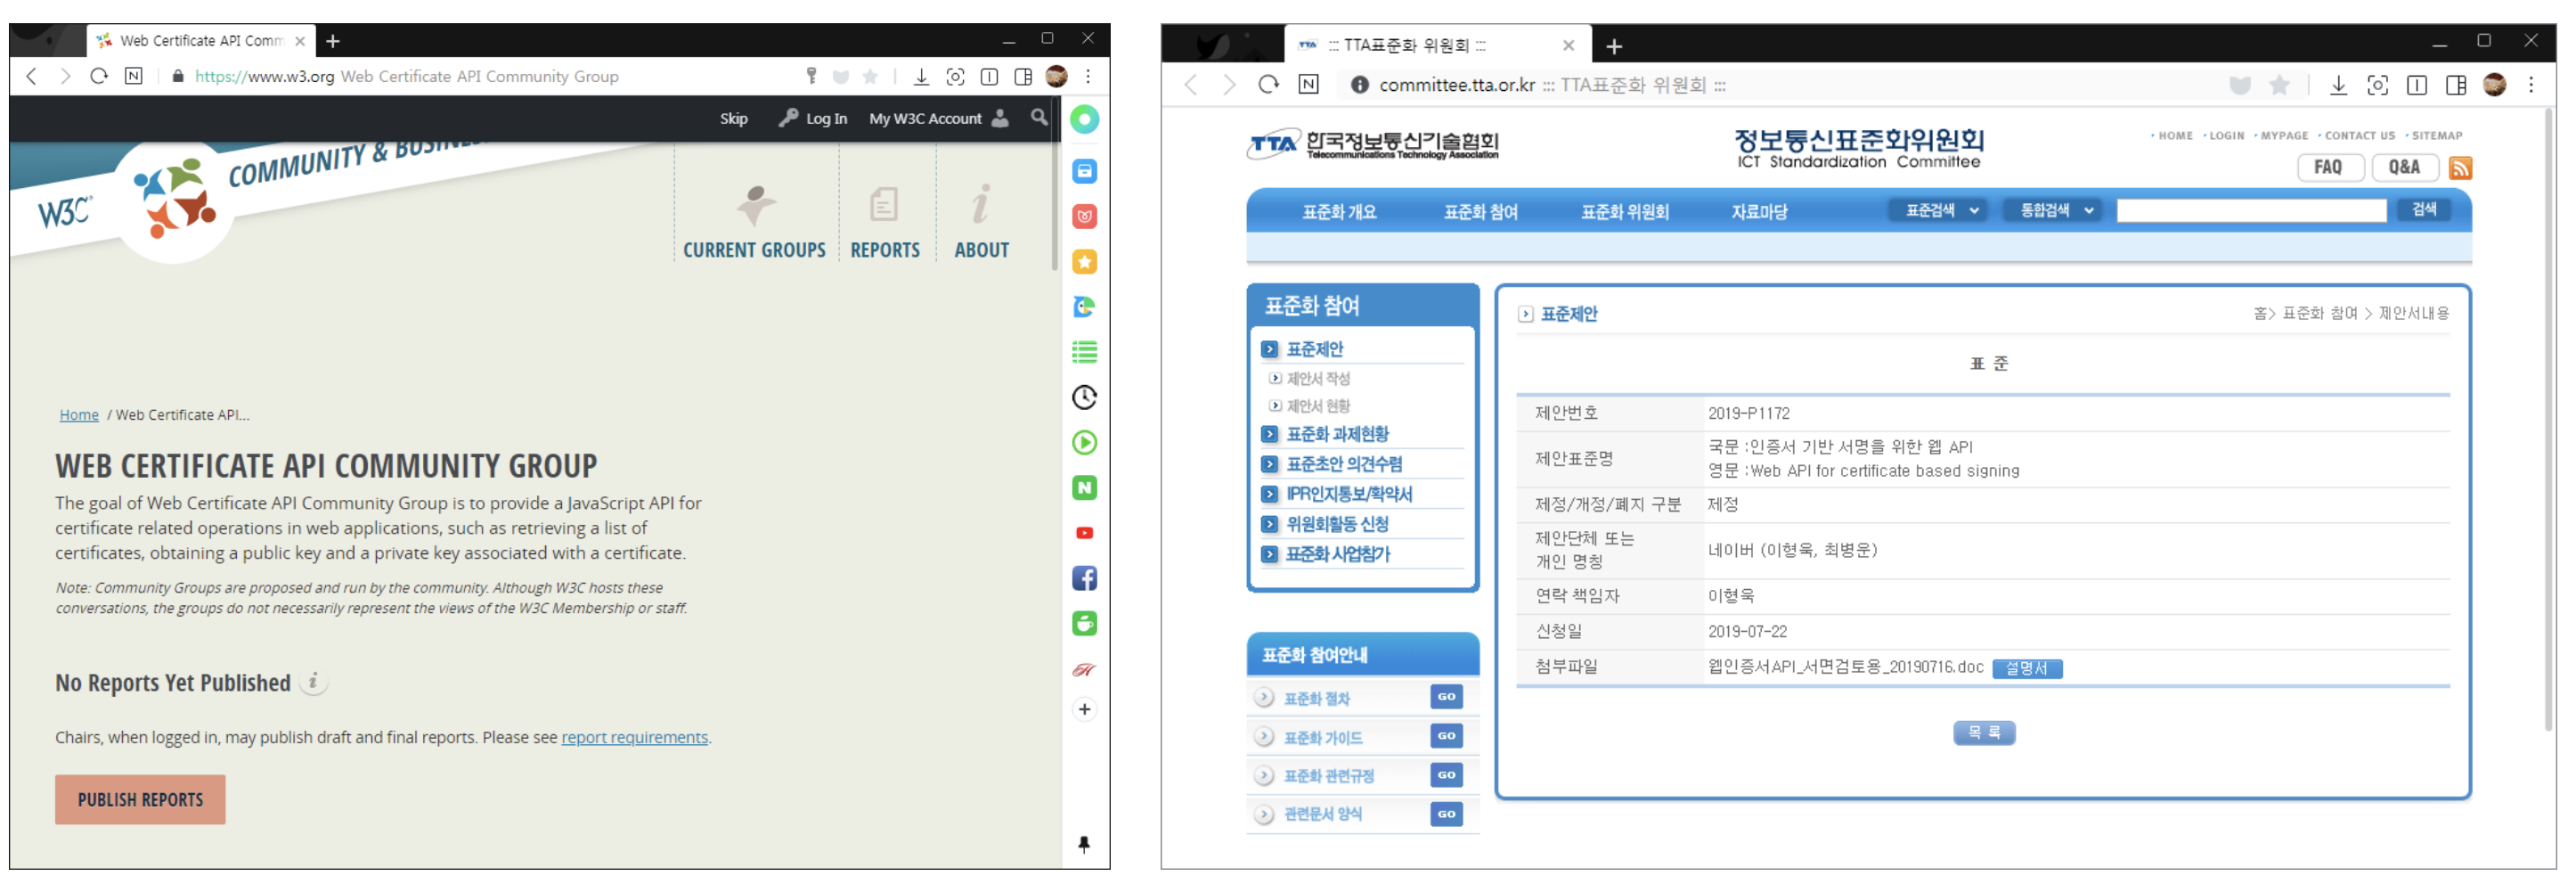 Web Certificate API Comm
https://www.w3.org Web Certificate API Community Group
Skip Log In My W3C Account
W3C
COMMUNITY &
CURRENT GROUPS REPORTS ABOUT
Home / Web Certificate API...
WEB CERTIFICATE API COMMUNITY GROUP
The goal of Web Certificate API Community Group is to provide a JavaScript API for
certificate related operations in web applications, such as retrieving a list of
certificates, obtaining a public key and a private key associated with a certificate.
Note: Community Groups are proposed and run by the community. Although W3C hosts these
conversations, the groups do not necessarily represent the views of the W3C Membership or staff.
No Reports Yet Published i
Chairs, when logged in, may publish draft and final reports. Please see report requirements.
PUBLISH REPORTS
TTA ::: TTA표준화 위원회 :::
committee.tta.or.kr ::: TTA표준화 위원회 :::
TTA 한국정보통신기술협회
Telecommunications Technology Association
정보통신표준화위원회
ICT Standardization Committee
HOME LOGIN MYPAGE CONTACT US SITEMAP
FAQ Q&A
표준화 개요 표준화 참여 표준화 위원회 자료마당 표준검색 통합검색 검색
표준화 참여
표준제안
제안서 작성
제안서 현황
표준화 과제현황
표준초안 의견수렴
IPR인지통보/확약서
위원회활동 신청
표준화 사업참가
표준화 참여안내
표준화 절차 GO
표준화 가이드 GO
표준화 관련규정 GO
관련문서 양식 GO
표준제안 홈> 표준화 참여 > 제안서내용
표 준
제안번호 2019-P1172
제안표준명 국문 :인증서 기반 서명을 위한 웹 API
영문 :Web API for certificate based signing
제정/개정/폐지 구분 제정
제안단체 또는
개인 명칭 네이버 (이형욱, 최병운)
연락 책임자 이형욱
신청일 2019-07-22
첨부파일 웹인증서API_서면검토용_20190716.doc 설명서
목 록